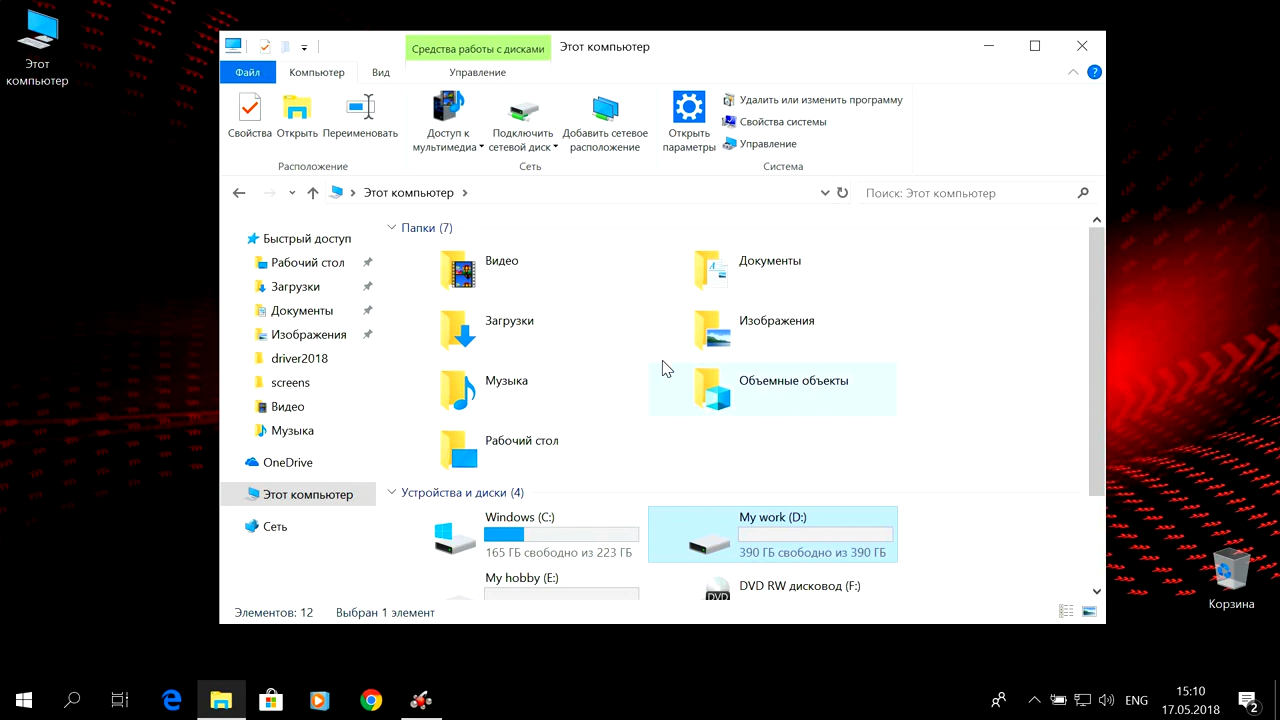 Этот
компьютер
Средства работы с дисками
Этот компьютер
Файл
Компьютер
Вид
Управление
Свойства
Открыть
Переименовать
Доступ к
мультимедиа
Подключить
сетевой диск
Добавить сетевое
расположение
Открыть
параметры
Удалить или изменить программу
Свойства системы
Управление
Расположение
Сеть
Система
Этот компьютер
Поиск: Этот компьютер
Быстрый доступ
Рабочий стол
Загрузки
Документы
Изображения
driver2018
screens
Видео
Музыка
OneDrive
Этот компьютер
Сеть
Папки (7)
Видео
Документы
Загрузки
Изображения
Музыка
Объемные объекты
Рабочий стол
Устройства и диски (4)
Windows (C:)
165 ГБ свободно из 223 ГБ
My work (D:)
390 ГБ свободно из 390 ГБ
My hobby (E:)
DVD RW дисковод (F:)
DVD
Элементов: 12
Выбран 1 элемент
Корзина
ENG
15:10
17.05.2018
2